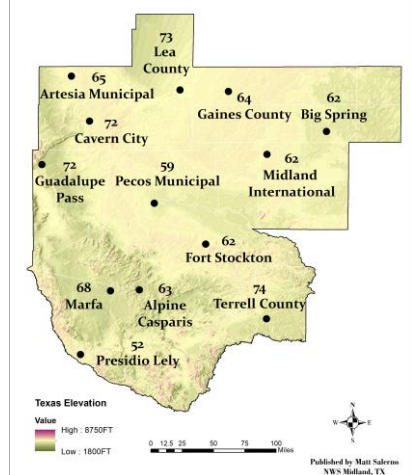 73
Lea
County
65
Artesia Municipal
64
Gaines County
62
Big Spring
72
Cavern City
72
Guadalupe
Pass
59
Pecos Municipal
62
Midland
International
62
Fort Stockton
68
Marfa
63
Alpine
Casparis
74
Terrell County
52
Presidio Lely
Texas Elevation
Value
High : 8750FT
Low : 1800FT
0 12.5 25 50 75 100
Miles
N
W E
S
Published by Matt Salerno
NWS Midland, TX